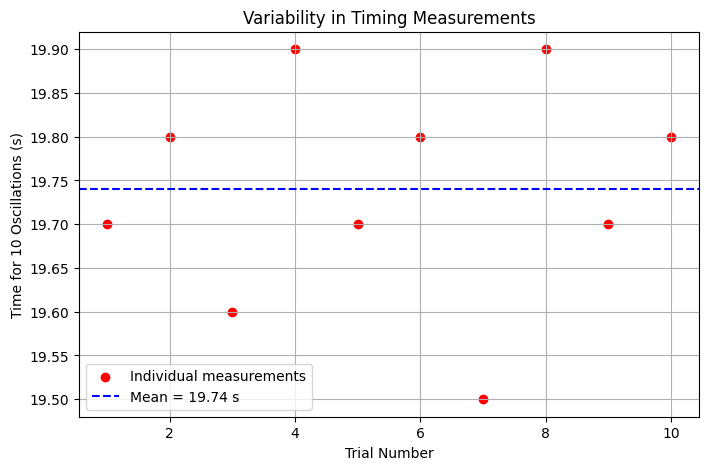 Variability in Timing Measurements
Time for 10 Oscillations (s)
19.90
19.85
19.80
19.75
19.70
19.65
19.60
19.55
19.50
Individual measurements
Mean = 19.74 s
2 4 6 8 10
Trial Number